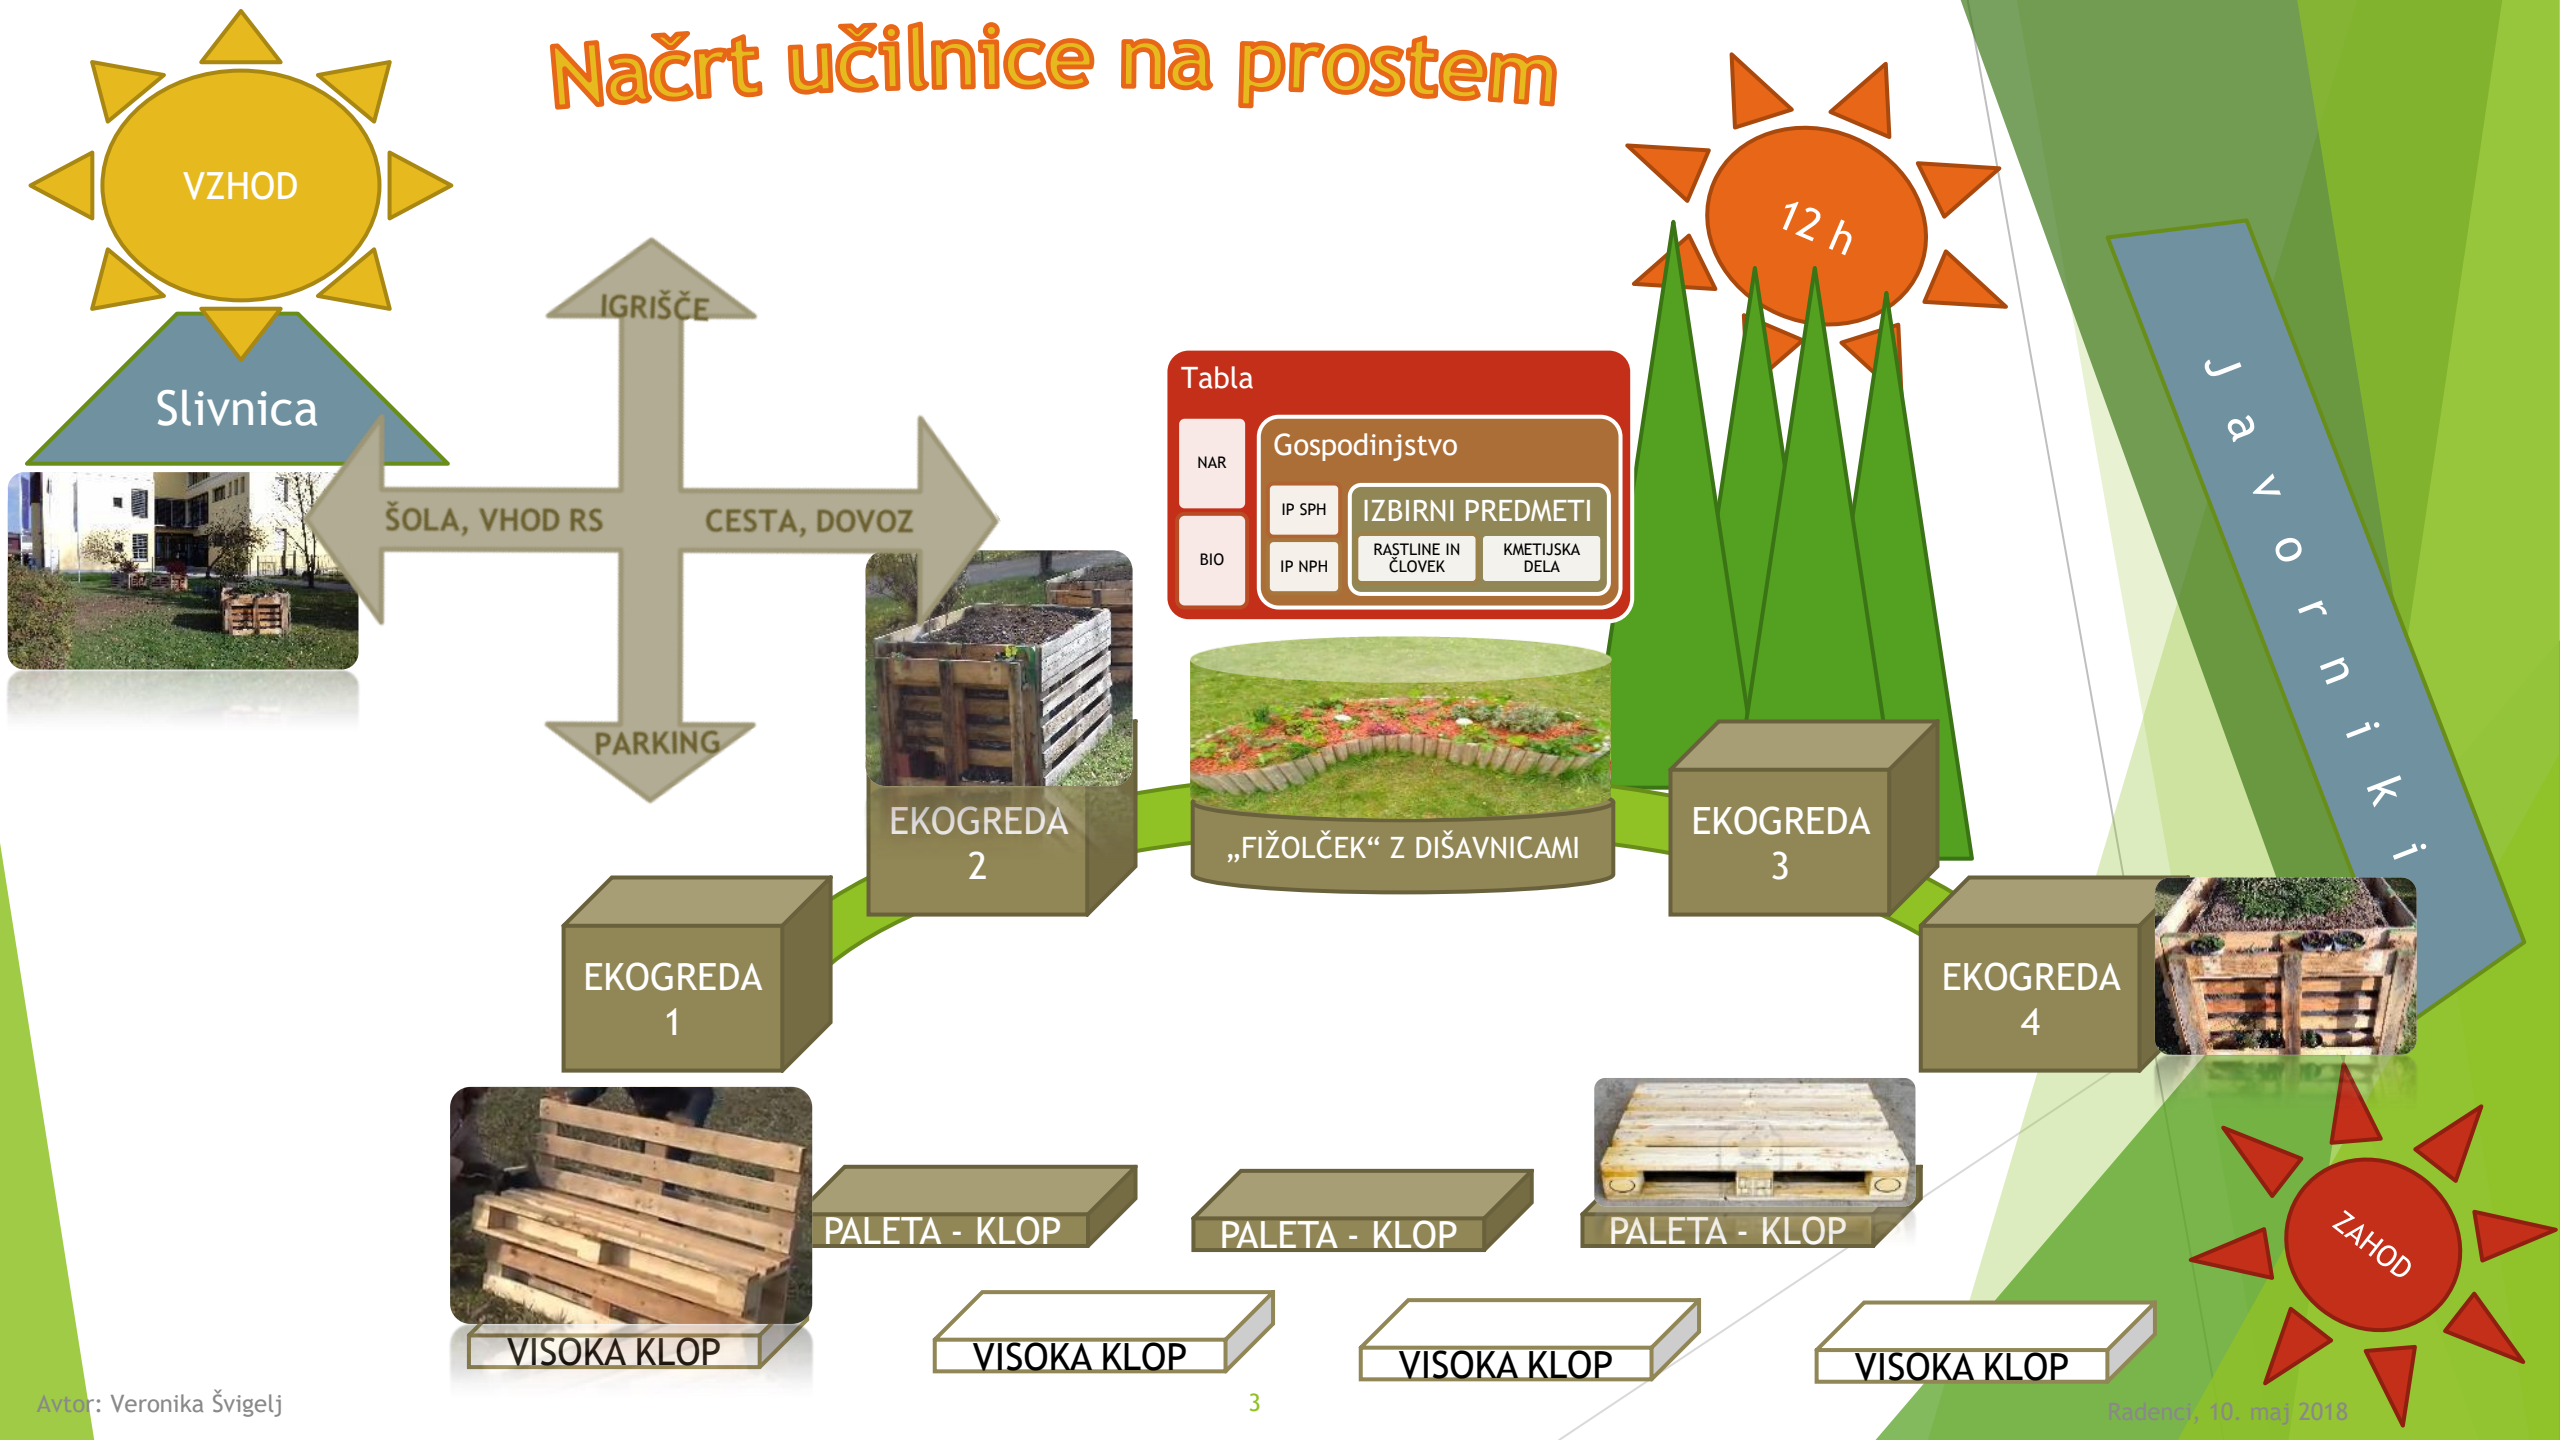 Načrt učilnice na prostem
VZHOD
12 h
Slivnica
IGRIŠČE
ŠOLA, VHOD RS
CESTA, DOVOZ
PARKING
Tabla
NAR
BIO
Gospodinjstvo
IP SPH
IP NPH
IZBIRNI PREDMETI
RASTLINE IN
ČLOVEK
KMETIJSKA
DELA
Javorniki
EKOGREDA
1
EKOGREDA
2
„FIŽOLČEK“ Z DIŠAVNICAMI
EKOGREDA
3
EKOGREDA
4
PALETA - KLOP
PALETA - KLOP
PALETA - KLOP
ZAHOD
VISOKA KLOP
VISOKA KLOP
VISOKA KLOP
VISOKA KLOP
Avtor: Veronika Švigelj
3
Radenci, 10. maj 2018